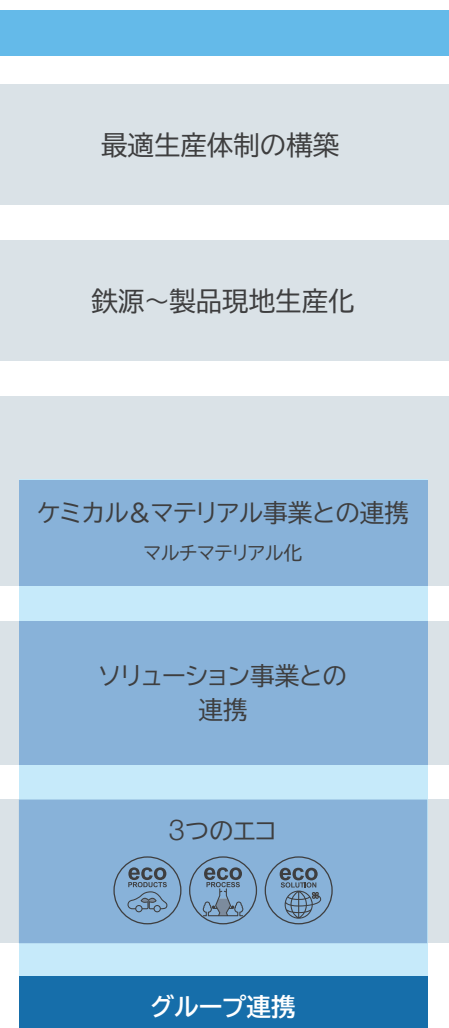 最適生産体制の構築
鉄源～製品現地生産化
ケミカル＆マテリアル事業との連携
マルチマテリアル化
ソリューション事業との
連携
3つのエコ
eco PRODUCTS
eco PROCESS
eco SOLUTION
グループ連携